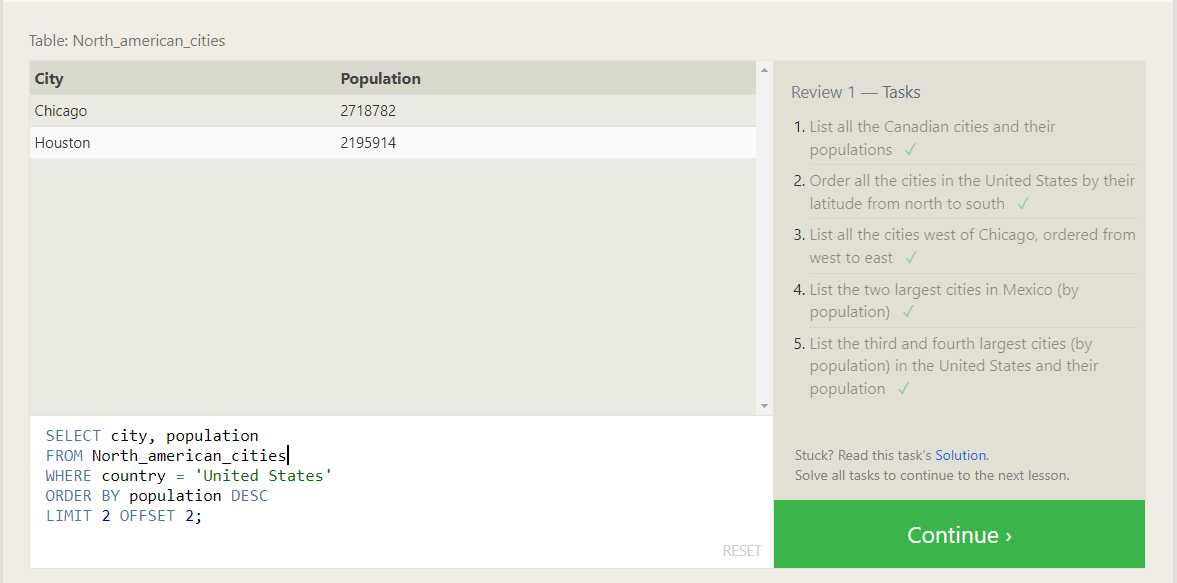 Table: North_american_cities
City Population
Chicago 2718782
Houston 2195914
SELECT city, population
FROM North_american_cities
WHERE country = 'United States'
ORDER BY population DESC
LIMIT 2 OFFSET 2;
RESET
Review 1 — Tasks
1. List all the Canadian cities and their
populations ✓
2. Order all the cities in the United States by their
latitude from north to south ✓
3. List all the cities west of Chicago, ordered from
west to east ✓
4. List the two largest cities in Mexico (by
population) ✓
5. List the third and fourth largest cities (by
population) in the United States and their
population ✓
Stuck? Read this task's Solution.
Solve all tasks to continue to the next lesson.
Continue ›